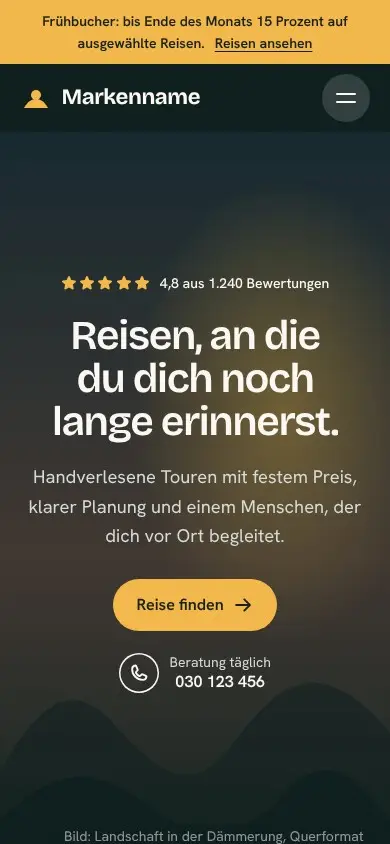 Frühbucher: bis Ende des Monats 15 Prozent auf
ausgewählte Reisen. Reisen ansehen
Markenname
4,8 aus 1.240 Bewertungen
Reisen, an die
du dich noch
lange erinnerst.
Handverlesene Touren mit festem Preis,
klarer Planung und einem Menschen, der
dich vor Ort begleitet.
Reise finden
Beratung täglich
030 123 456
Bild: Landschaft in der Dämmerung, Querformat